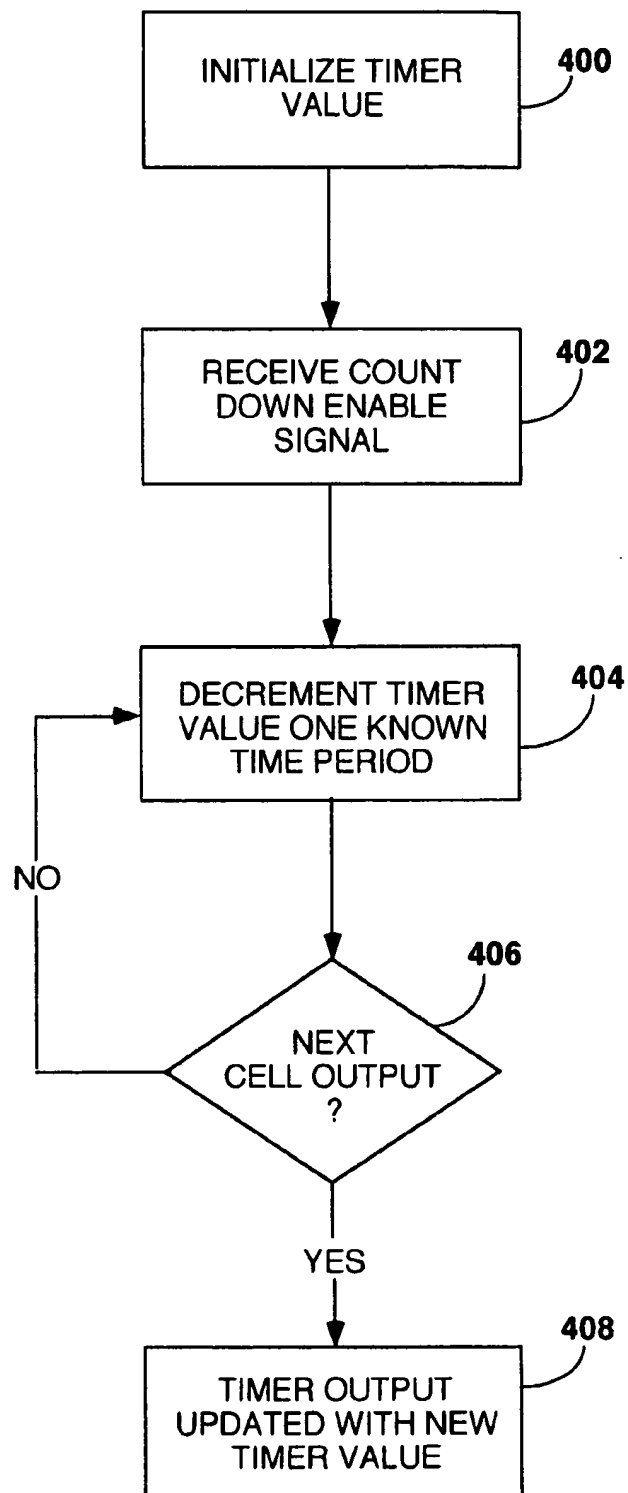 INITIALIZE TIMER
VALUE
400
RECEIVE COUNT
DOWN ENABLE
SIGNAL
402
DECREMENT TIMER
VALUE ONE KNOWN
TIME PERIOD
404
NO
406
NEXT
CELL OUTPUT
?
YES
408
TIMER OUTPUT
UPDATED WITH NEW
TIMER VALUE